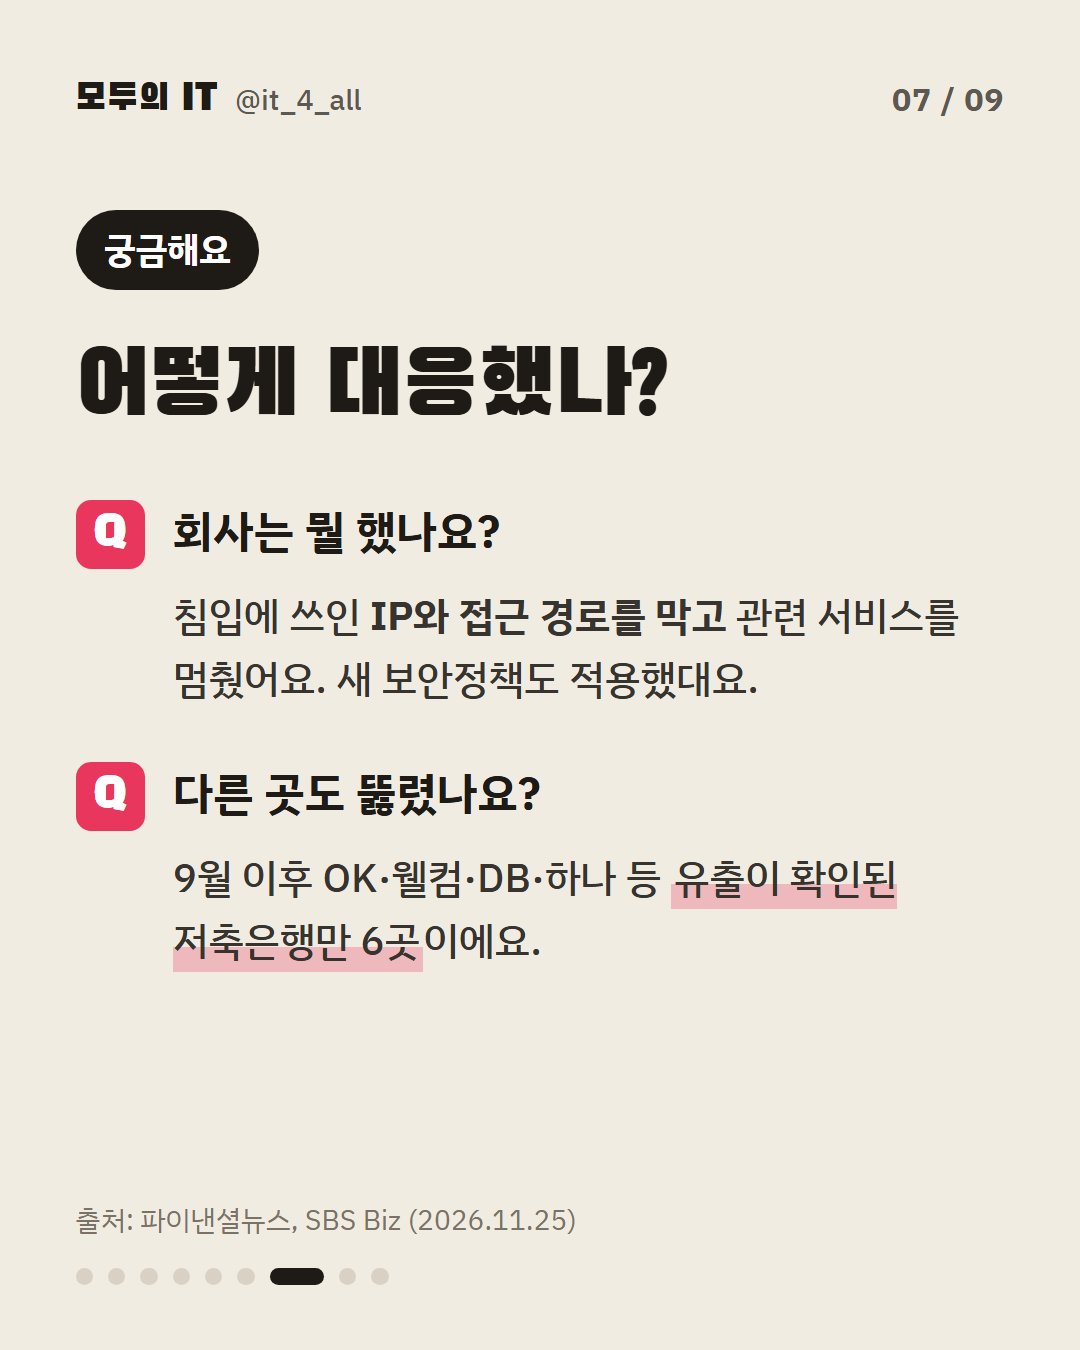 모두의 IT @it_4_all
07 / 09
궁금해요
어떻게 대응했나?
Q 회사는 뭘 했나요?
침입에 쓰인 IP와 접근 경로를 막고 관련 서비스를
멈췄어요. 새 보안정책도 적용했대요.
Q 다른 곳도 뚫렸나요?
9월 이후 OK·웰컴·DB·하나 등 유출이 확인된
저축은행만 6곳이에요.
출처: 파이낸셜뉴스, SBS Biz (2026.11.25)